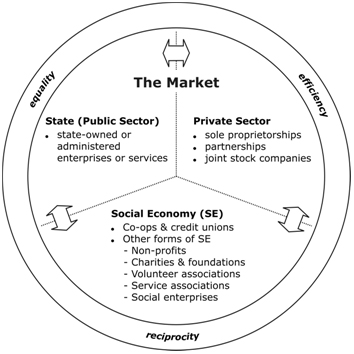 The Market
equality
efficiency
State (Public Sector)
• state-owned or
administered
enterprises or services
Private Sector
• sole proprietorships
• partnerships
• joint stock companies
Social Economy (SE)
• Co-ops & credit unions
• Other forms of SE
- Non-profits
- Charities & foundations
- Volunteer associations
- Service associations
- Social enterprises
reciprocity